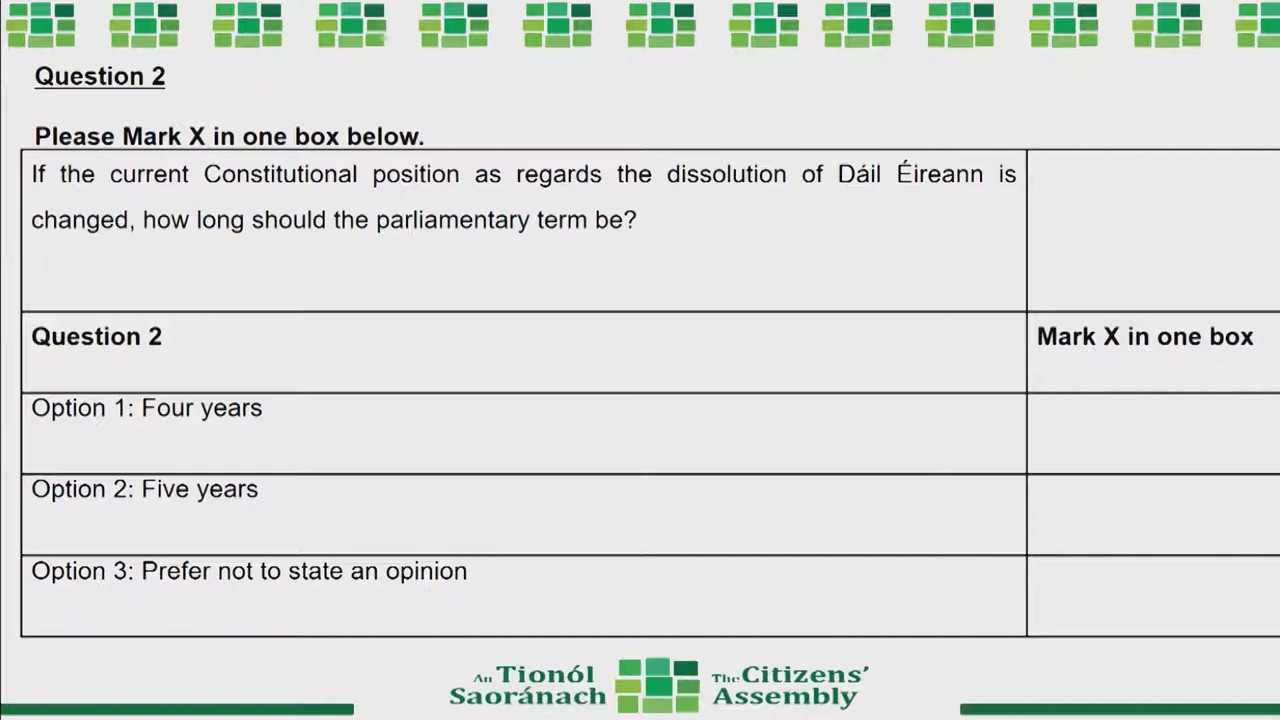 Question 2
Please Mark X in one box below.
If the current Constitutional position as regards the dissolution of Dáil Éireann is
changed, how long should the parliamentary term be?
Question 2
Mark X in one box
Option 1: Four years
Option 2: Five years
Option 3: Prefer not to state an opinion
An Tionól
Saoránach
The Citizens'
Assembly